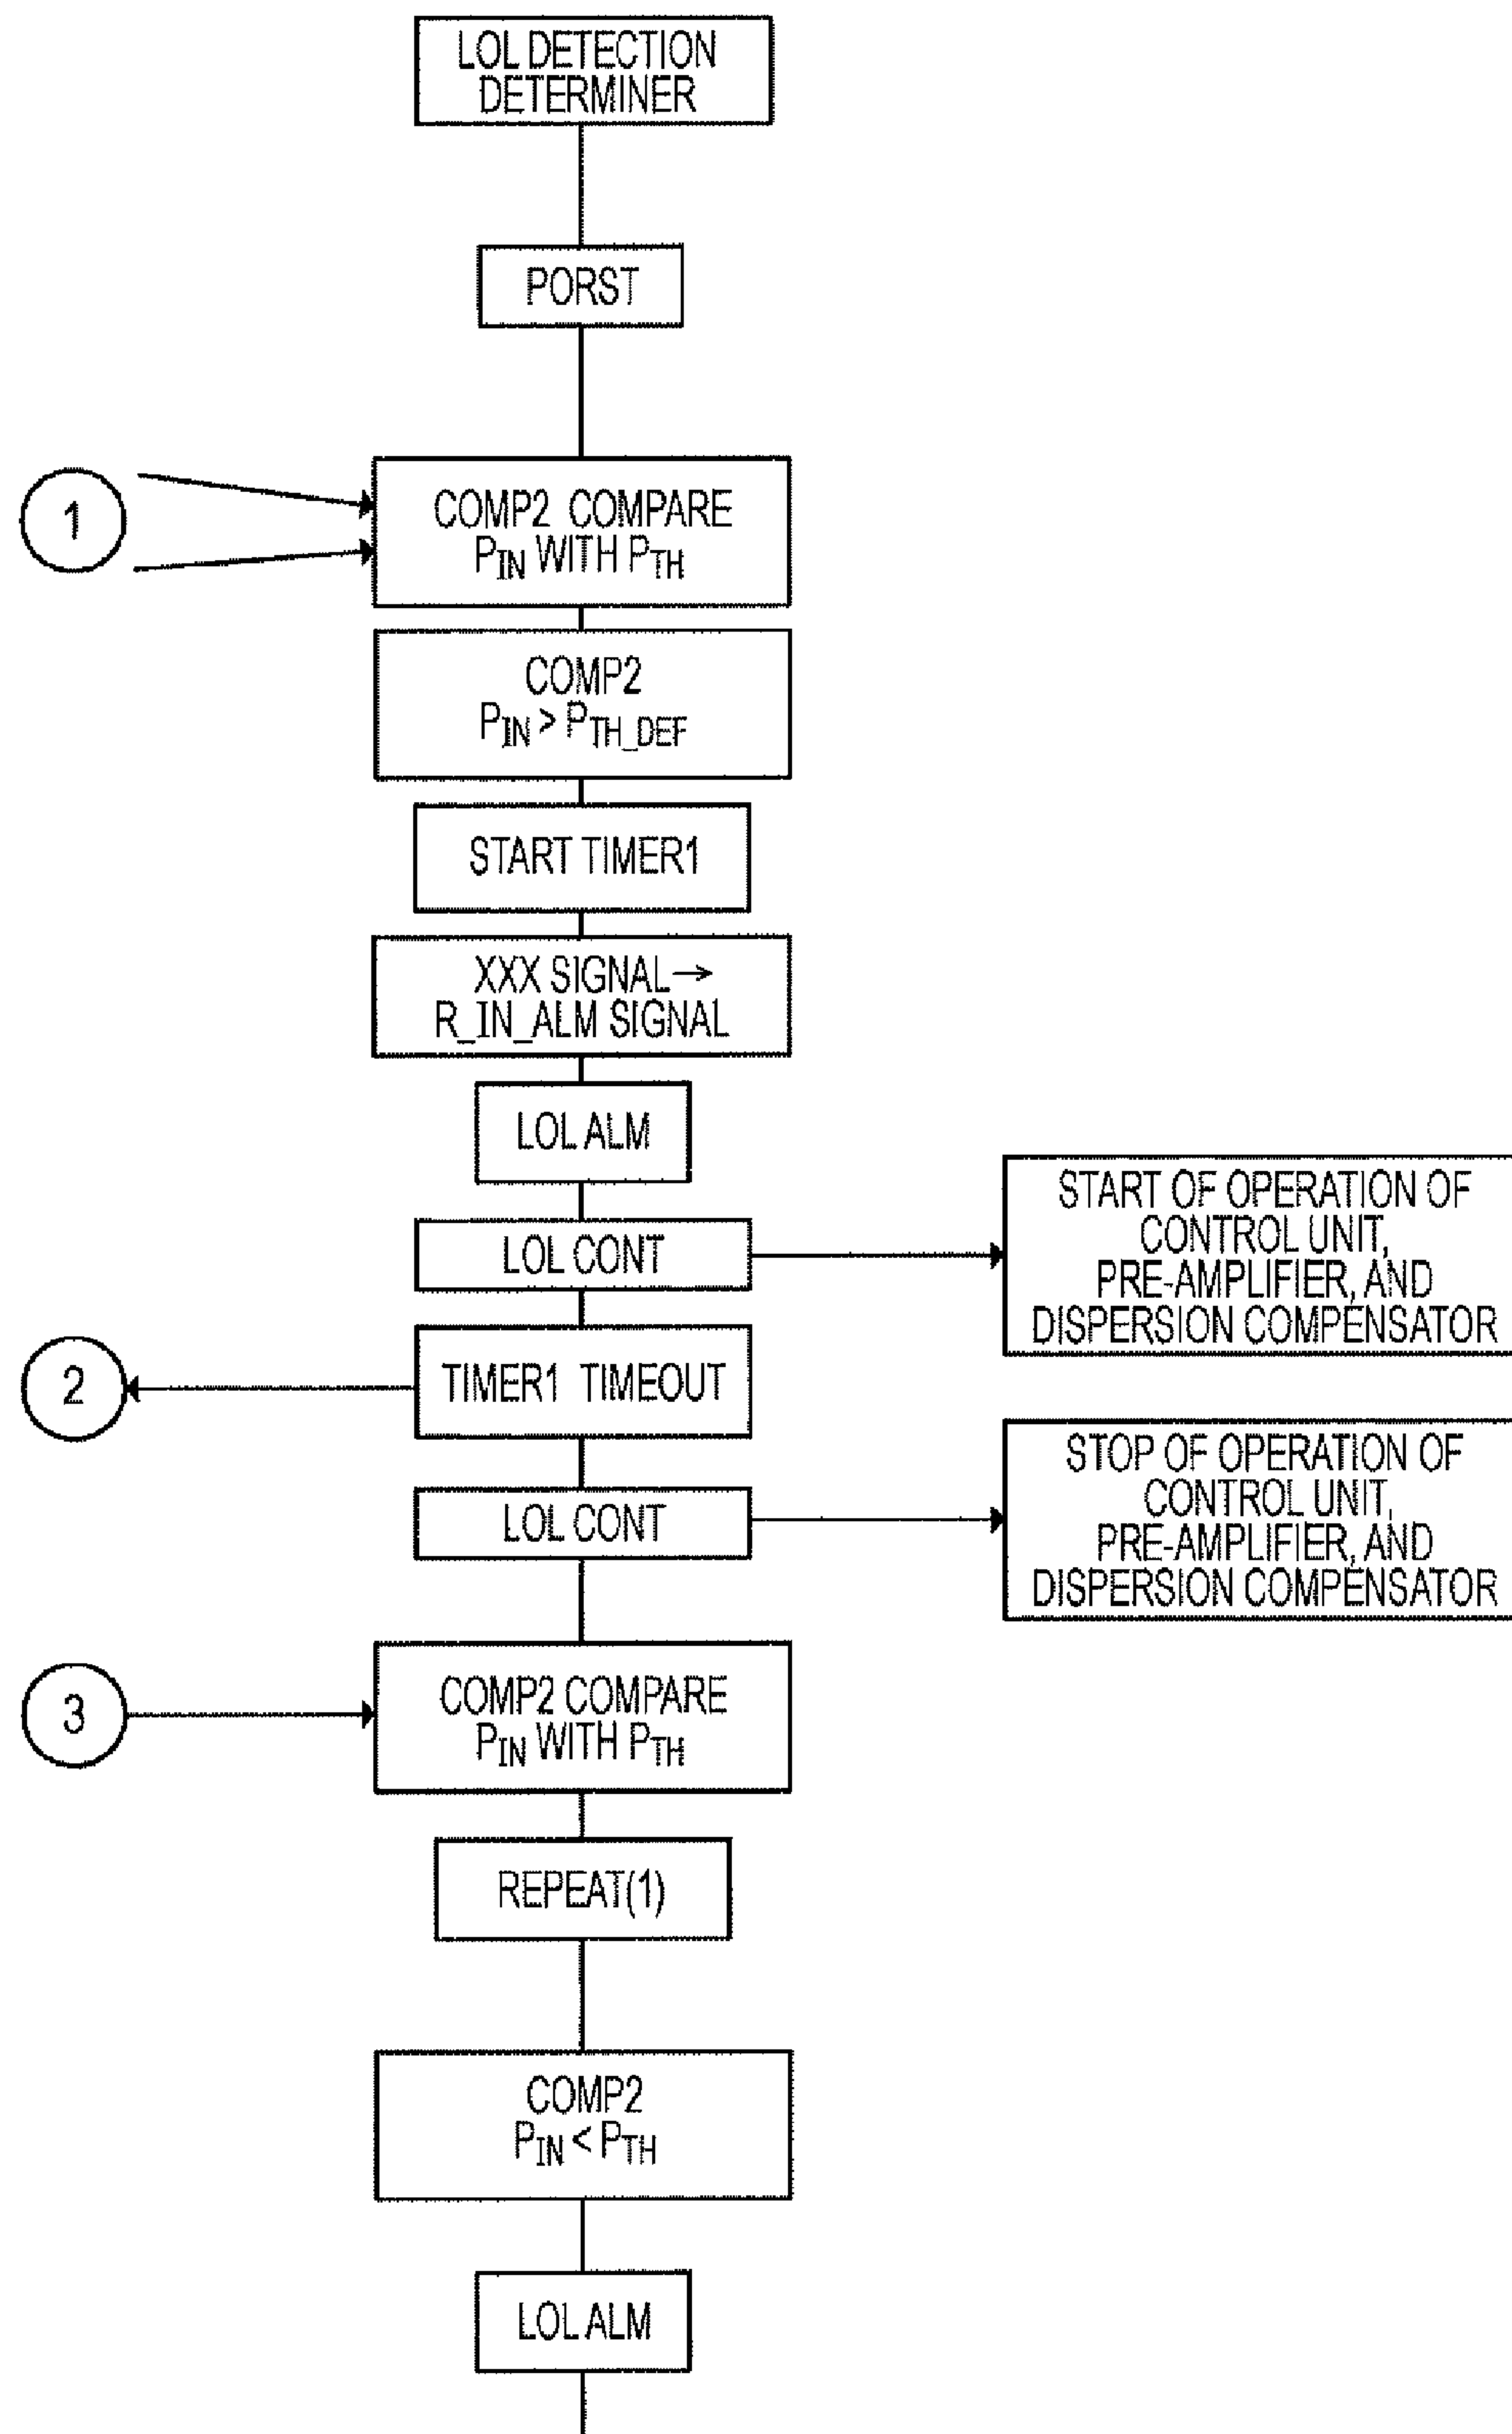 LOL DETECTION
DETERMINER
PORST
1
COMP2 COMPARE
PIN WITH PTH
COMP2
PIN > PTH_DEF
START TIMER1
XXX SIGNAL→
R_IN_ALM SIGNAL
LOL ALM
LOL CONT
START OF OPERATION OF
CONTROL UNIT,
PRE-AMPLIFIER, AND
DISPERSION COMPENSATOR
2
TIMER1 TIMEOUT
LOL CONT
STOP OF OPERATION OF
CONTROL UNIT,
PRE-AMPLIFIER, AND
DISPERSION COMPENSATOR
3
COMP2 COMPARE
PIN WITH PTH
REPEAT(1)
COMP2
PIN < PTH
LOL ALM